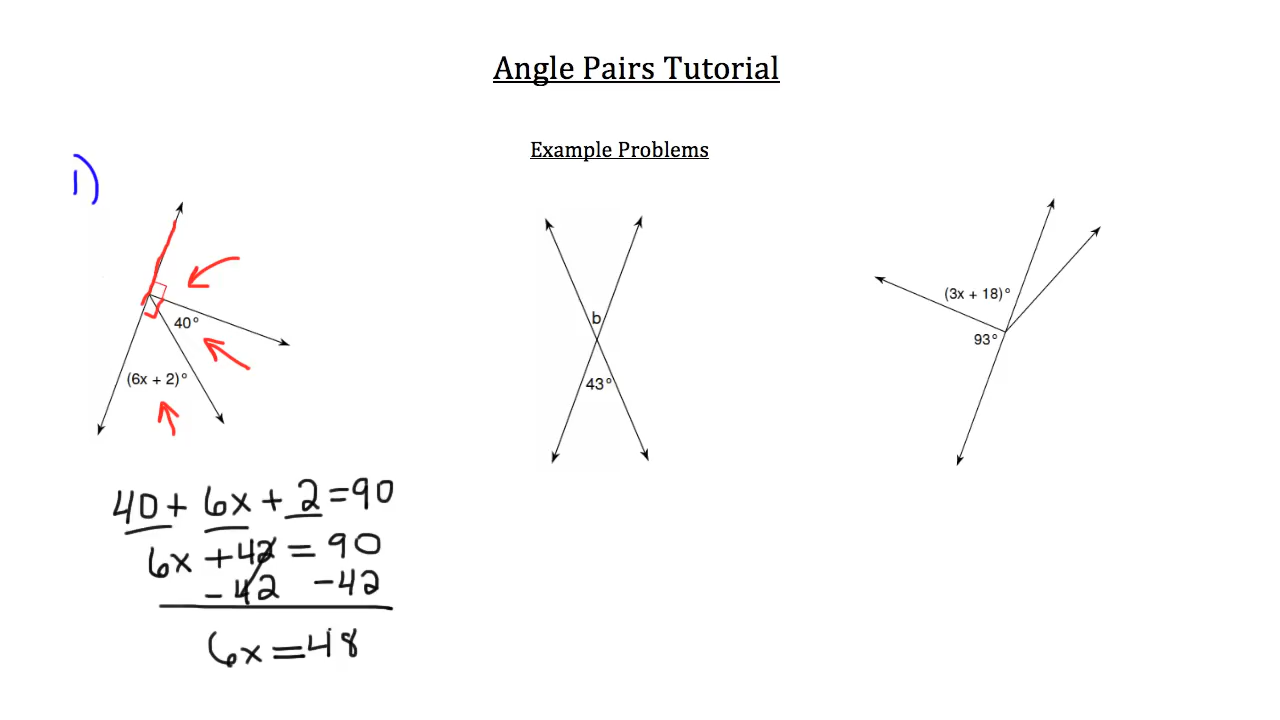 Angle Pairs Tutorial
Example Problems
1)
40°
(6x + 2)°
40 + 6x + 2 = 90
6x + 42 = 90
- 42 - 42
6x = 48
b
43°
(3x + 18)°
93°